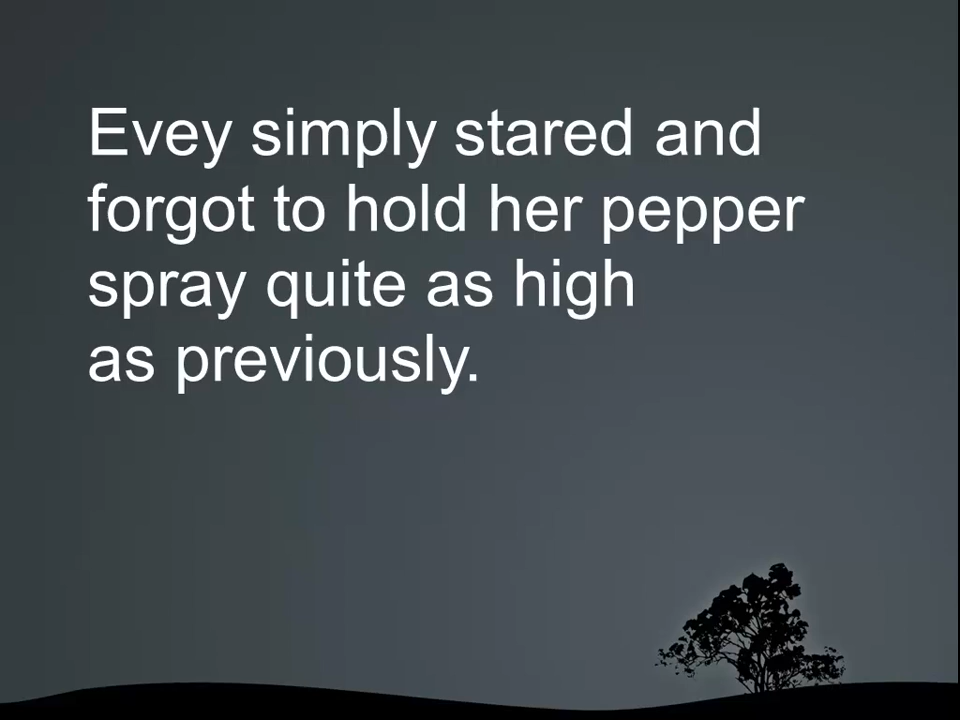 Evey simply stared and
forgot to hold her pepper
spray quite as high
as previously.